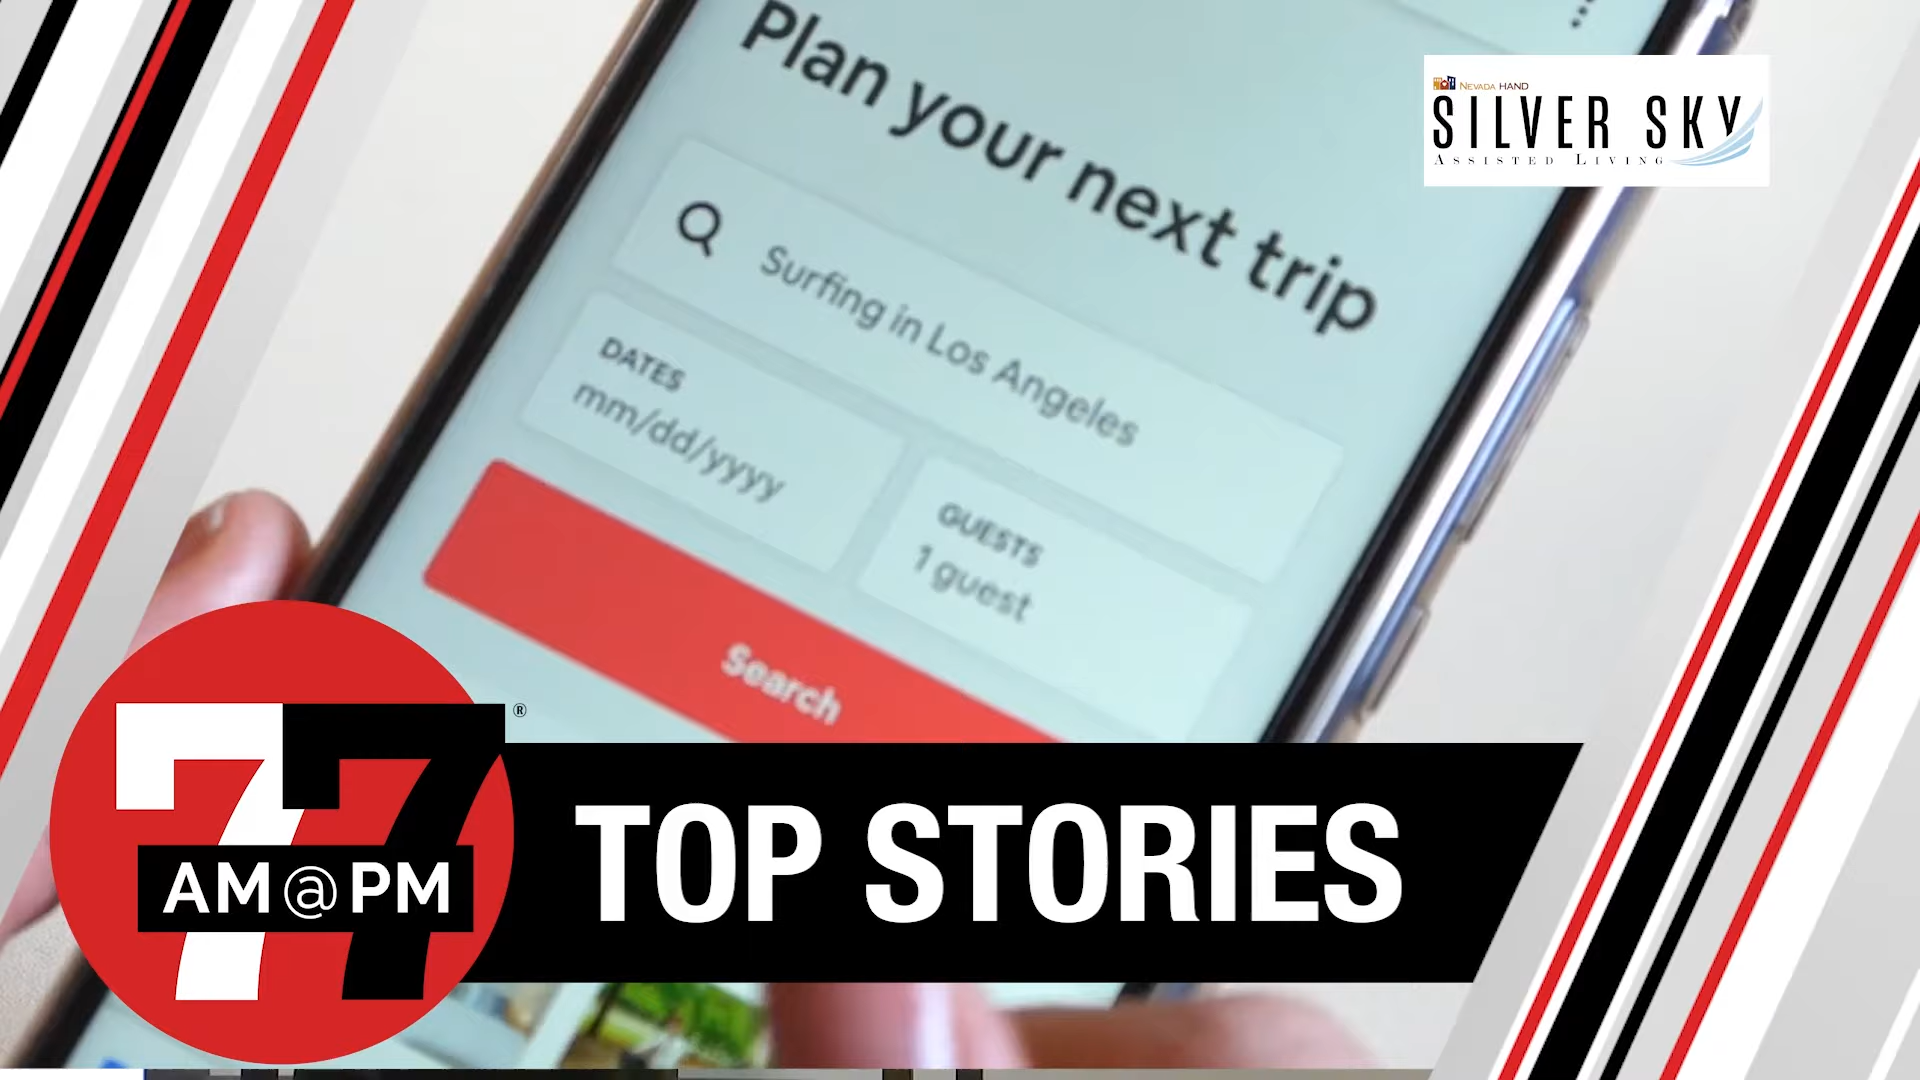 Plan your next trip
Surfing in Los Angeles
DATES
mm/dd/yyyy
GUESTS
1 guest
Search
NEVADA HAND
SILVER SKY
ASSISTED LIVING
77®
AM@PM
TOP STORIES